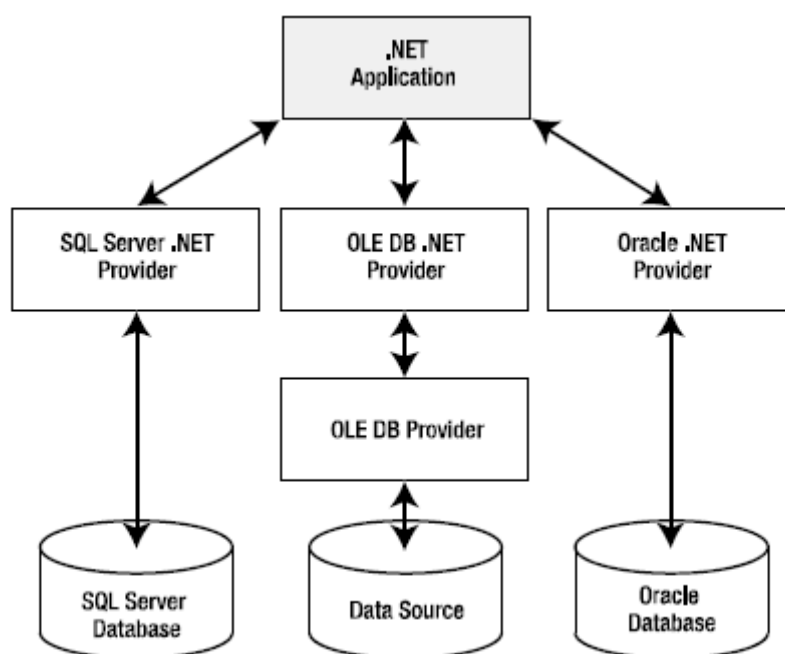 .NET
Application
SQL Server .NET
Provider
OLE DB .NET
Provider
Oracle .NET
Provider
OLE DB Provider
SQL Server
Database
Data Source
Oracle
Database